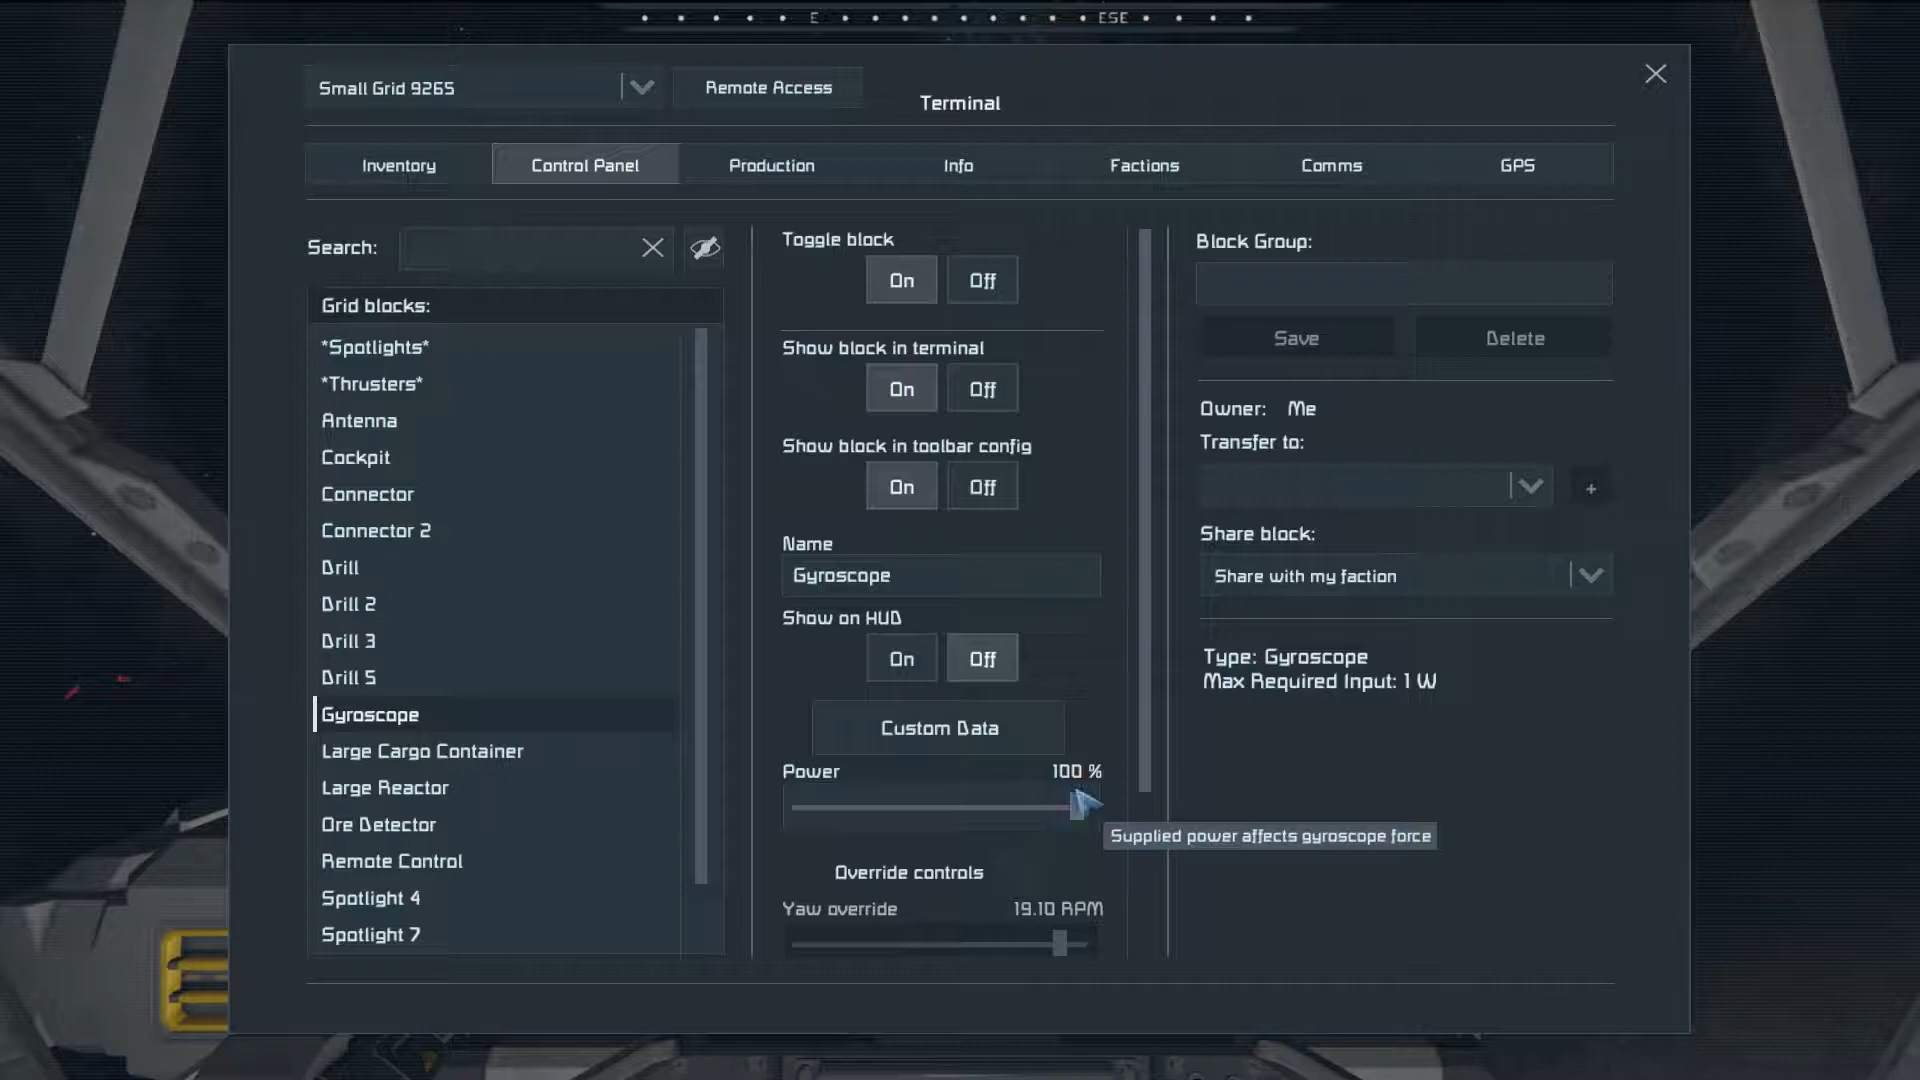 E ESE
Small Grid 9265
Remote Access
Terminal
Inventory
Control Panel
Production
Info
Factions
Comms
GPS
Search:
Grid blocks:
*Spotlights*
*Thrusters*
Antenna
Cockpit
Connector
Connector 2
Drill
Drill 2
Drill 3
Drill 5
Gyroscope
Large Cargo Container
Large Reactor
Ore Detector
Remote Control
Spotlight 4
Spotlight 7
Toggle block
On Off
Show block in terminal
On Off
Show block in toolbar config
On Off
Name
Gyroscope
Show on HUD
On Off
Custom Data
Power 100 %
Supplied power affects gyroscope force
Override controls
Yaw override 19.10 RPM
Block Group:
Save Delete
Owner: Me
Transfer to:
+
Share block:
Share with my faction
Type: Gyroscope
Max Required Input: 1 W